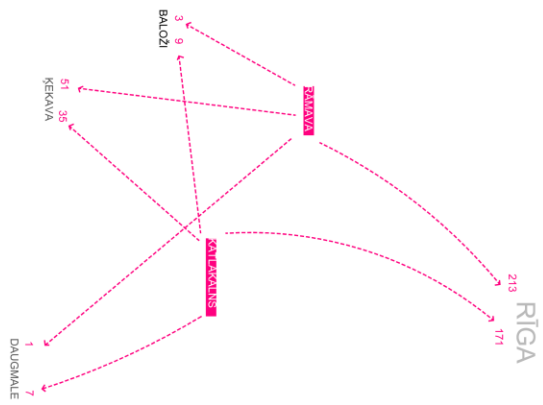 RĪGA
213
171
RAMAVA
KATLAKALNS
3 9
BALOŽI
51 35
ĶEKAVA
1 7
DAUGMALE